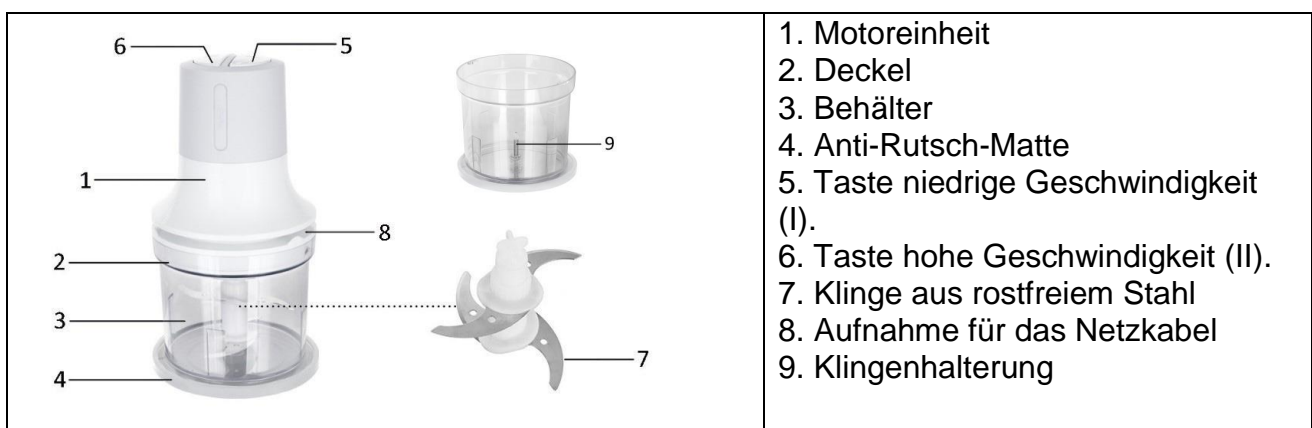 6
5
9
1
8
2
3
7
4
1. Motoreinheit
2. Deckel
3. Behälter
4. Anti-Rutsch-Matte
5. Taste niedrige Geschwindigkeit
(I).
6. Taste hohe Geschwindigkeit (II).
7. Klinge aus rostfreiem Stahl
8. Aufnahme für das Netzkabel
9. Klingenhalterung